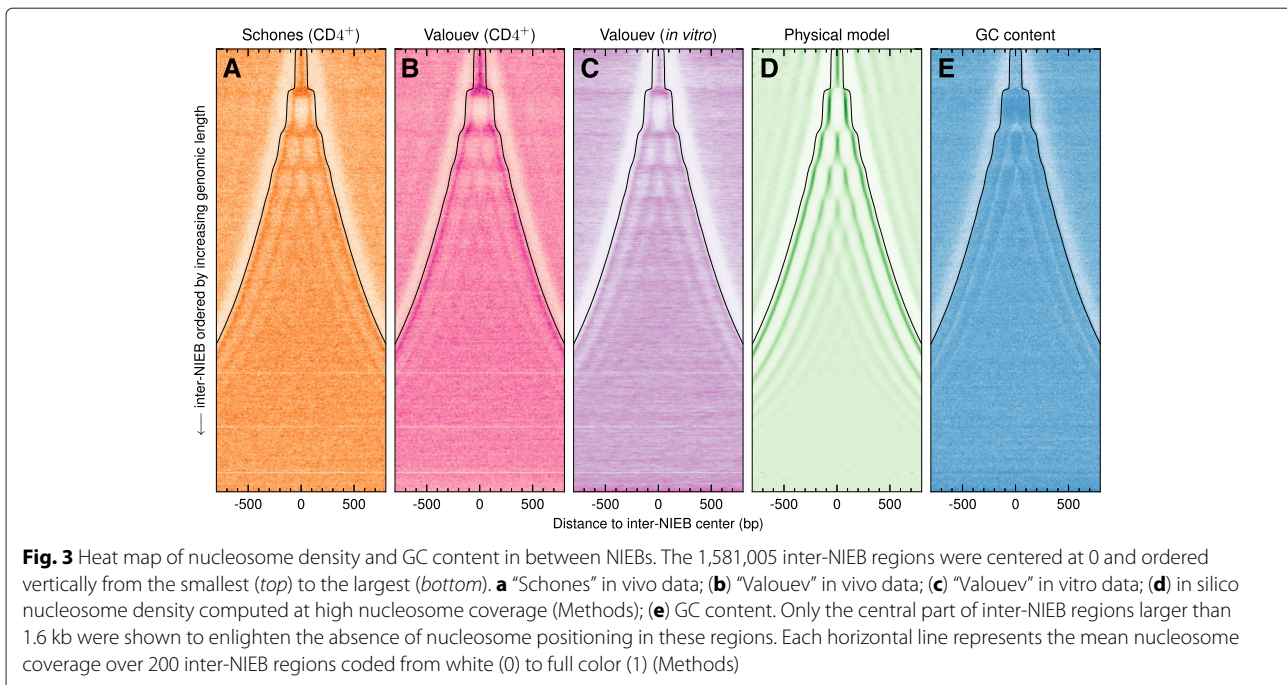 Schones (CD4+)
Valouev (CD4+)
Valouev (in vitro)
Physical model
GC content
A
B
C
D
E
← inter-NIEB ordered by increasing genomic length
-500 0 500
-500 0 500
-500 0 500
-500 0 500
-500 0 500
Distance to inter-NIEB center (bp)
Fig. 3 Heat map of nucleosome density and GC content in between NIEBs. The 1,581,005 inter-NIEB regions were centered at 0 and ordered
vertically from the smallest (top) to the largest (bottom). a “Schones” in vivo data; (b) “Valouev” in vivo data; (c) “Valouev” in vitro data; (d) in silico
nucleosome density computed at high nucleosome coverage (Methods); (e) GC content. Only the central part of inter-NIEB regions larger than
1.6 kb were shown to enlighten the absence of nucleosome positioning in these regions. Each horizontal line represents the mean nucleosome
coverage over 200 inter-NIEB regions coded from white (0) to full color (1) (Methods)